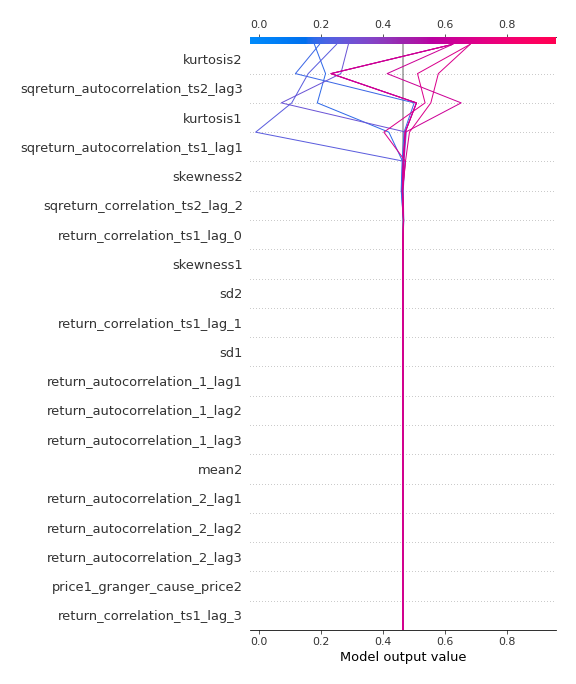 0.0 0.2 0.4 0.6 0.8
kurtosis2
sqreturn_autocorrelation_ts2_lag3
kurtosis1
sqreturn_autocorrelation_ts1_lag1
skewness2
sqreturn_correlation_ts2_lag_2
return_correlation_ts1_lag_0
skewness1
sd2
return_correlation_ts1_lag_1
sd1
return_autocorrelation_1_lag1
return_autocorrelation_1_lag2
return_autocorrelation_1_lag3
mean2
return_autocorrelation_2_lag1
return_autocorrelation_2_lag2
return_autocorrelation_2_lag3
price1_granger_cause_price2
return_correlation_ts1_lag_3
0.0 0.2 0.4 0.6 0.8
Model output value